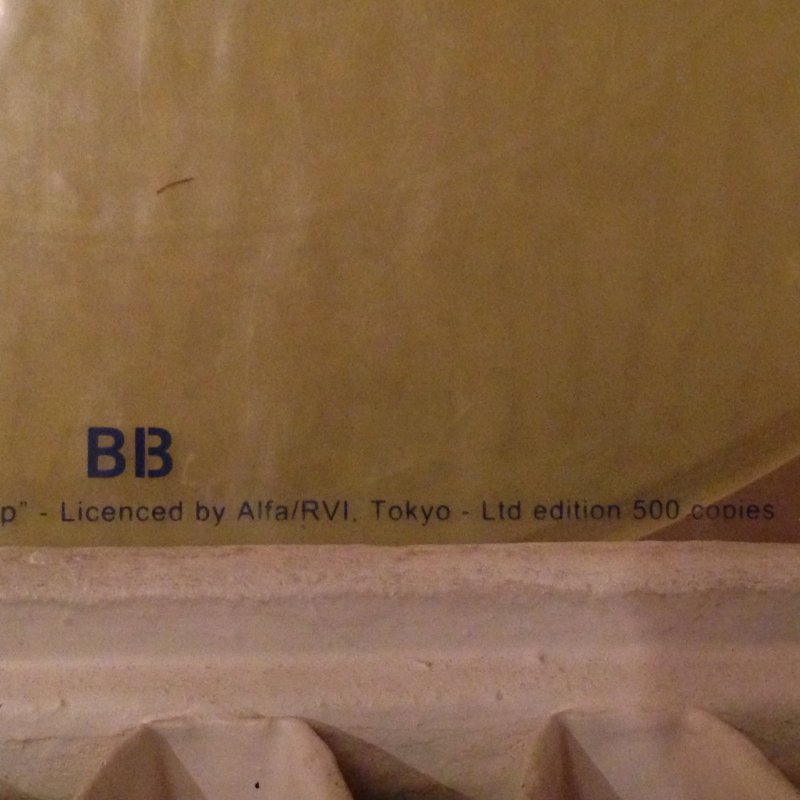 BB
p" - Licenced by Alfa/RVI, Tokyo - Ltd edition 500 copies